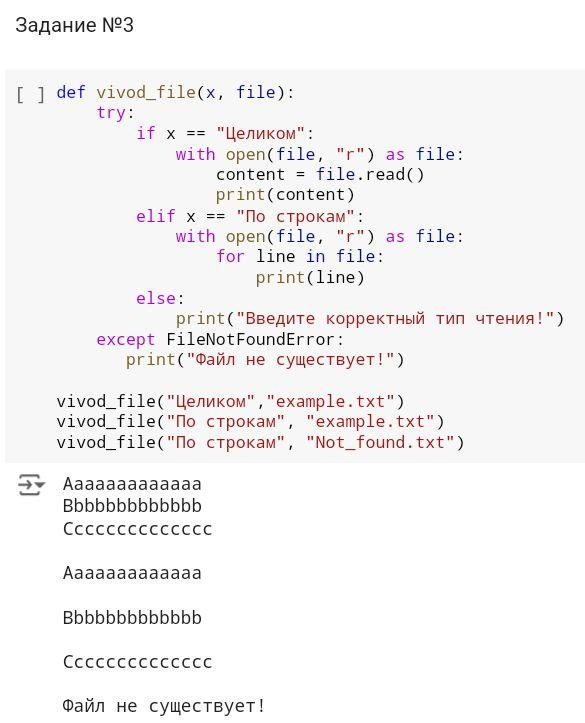 Задание №3
[ ] def vivod_file(x, file):
    try:
        if x == "Целиком":
            with open(file, "r") as file:
                content = file.read()
                print(content)
        elif x == "По строкам":
            with open(file, "r") as file:
                for line in file:
                    print(line)
        else:
            print("Введите корректный тип чтения!")
    except FileNotFoundError:
       print("Файл не существует!")
vivod_file("Целиком","example.txt")
vivod_file("По строкам", "example.txt")
vivod_file("По строкам", "Not_found.txt")
Aaaaaaaaaaaaa
Bbbbbbbbbbbbb
Cccccccccccccc
Aaaaaaaaaaaaa
Bbbbbbbbbbbbb
Cccccccccccccc
Файл не существует!